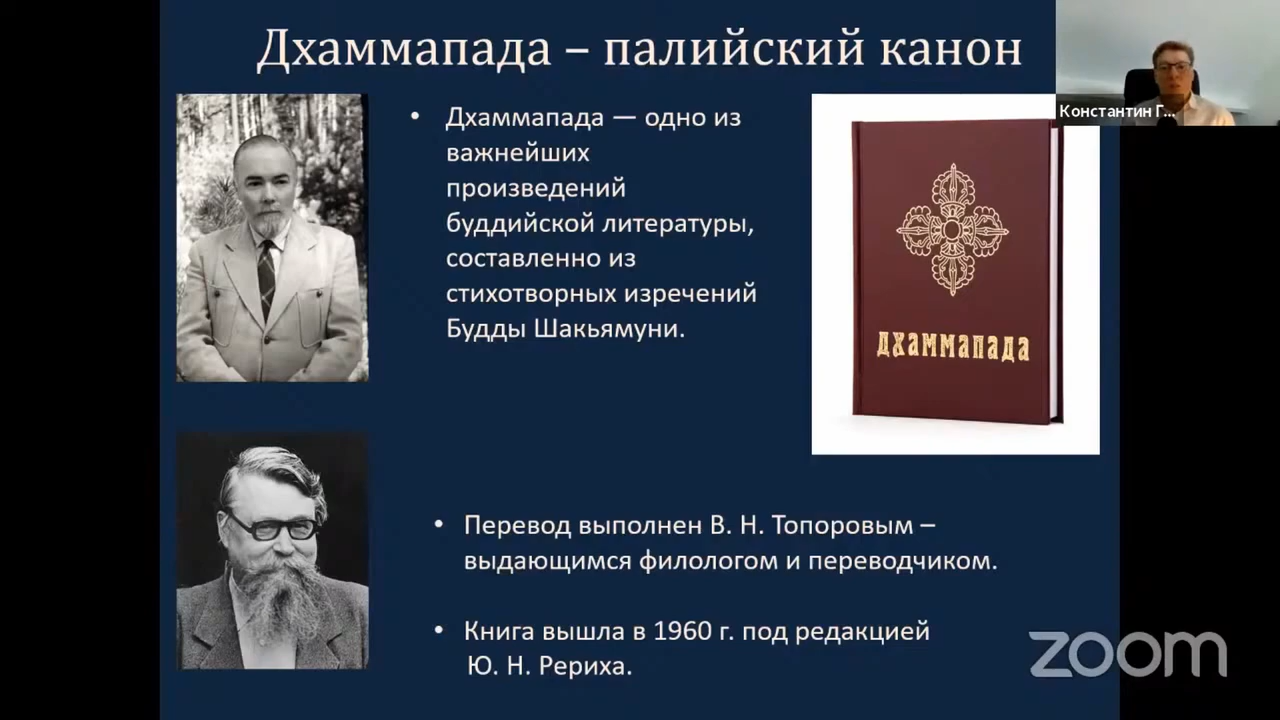 Дхаммапада – палийский канон
Константин Г...
• Дхаммапада — одно из
важнейших
произведений
буддийской литературы,
составленно из
стихотворных изречений
Будды Шакьямуни.
дхаммапада
• Перевод выполнен В. Н. Топоровым –
выдающимся филологом и переводчиком.
• Книга вышла в 1960 г. под редакцией
Ю. Н. Рериха.
zoom